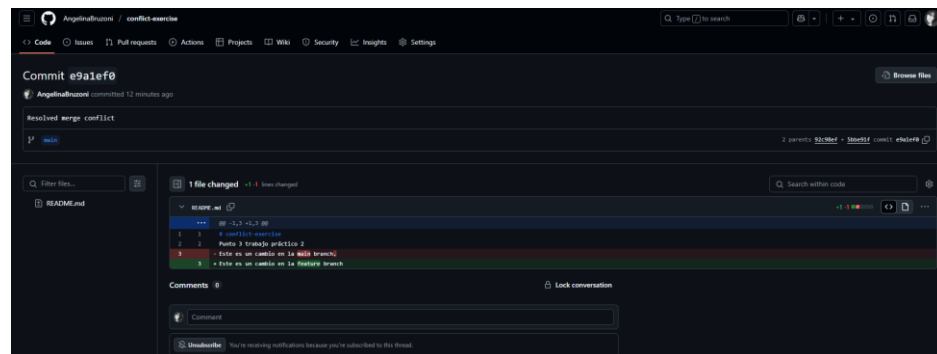 AngelinaBruzoni / conflict-exercise
Type / to search
Code Issues Pull requests Actions Projects Wiki Security Insights Settings
Commit e9a1ef0
Browse files
AngelinaBruzoni committed 12 minutes ago
Resolved merge conflict
main
2 parents 92c98ef + 5bbe91f commit e9a1ef0
Filter files...
1 file changed +1 -1 lines changed
Search within code
README.md
README.md
+1 -1
@@ -1,3 +1,3 @@
1 1 # conflict-exercise
2 2 Punto 3 trabajo práctico 2
3 - Este es un cambio en la main branch.
3 + Este es un cambio en la feature branch
Comments 0
Lock conversation
Comment
Unsubscribe You're receiving notifications because you're subscribed to this thread.